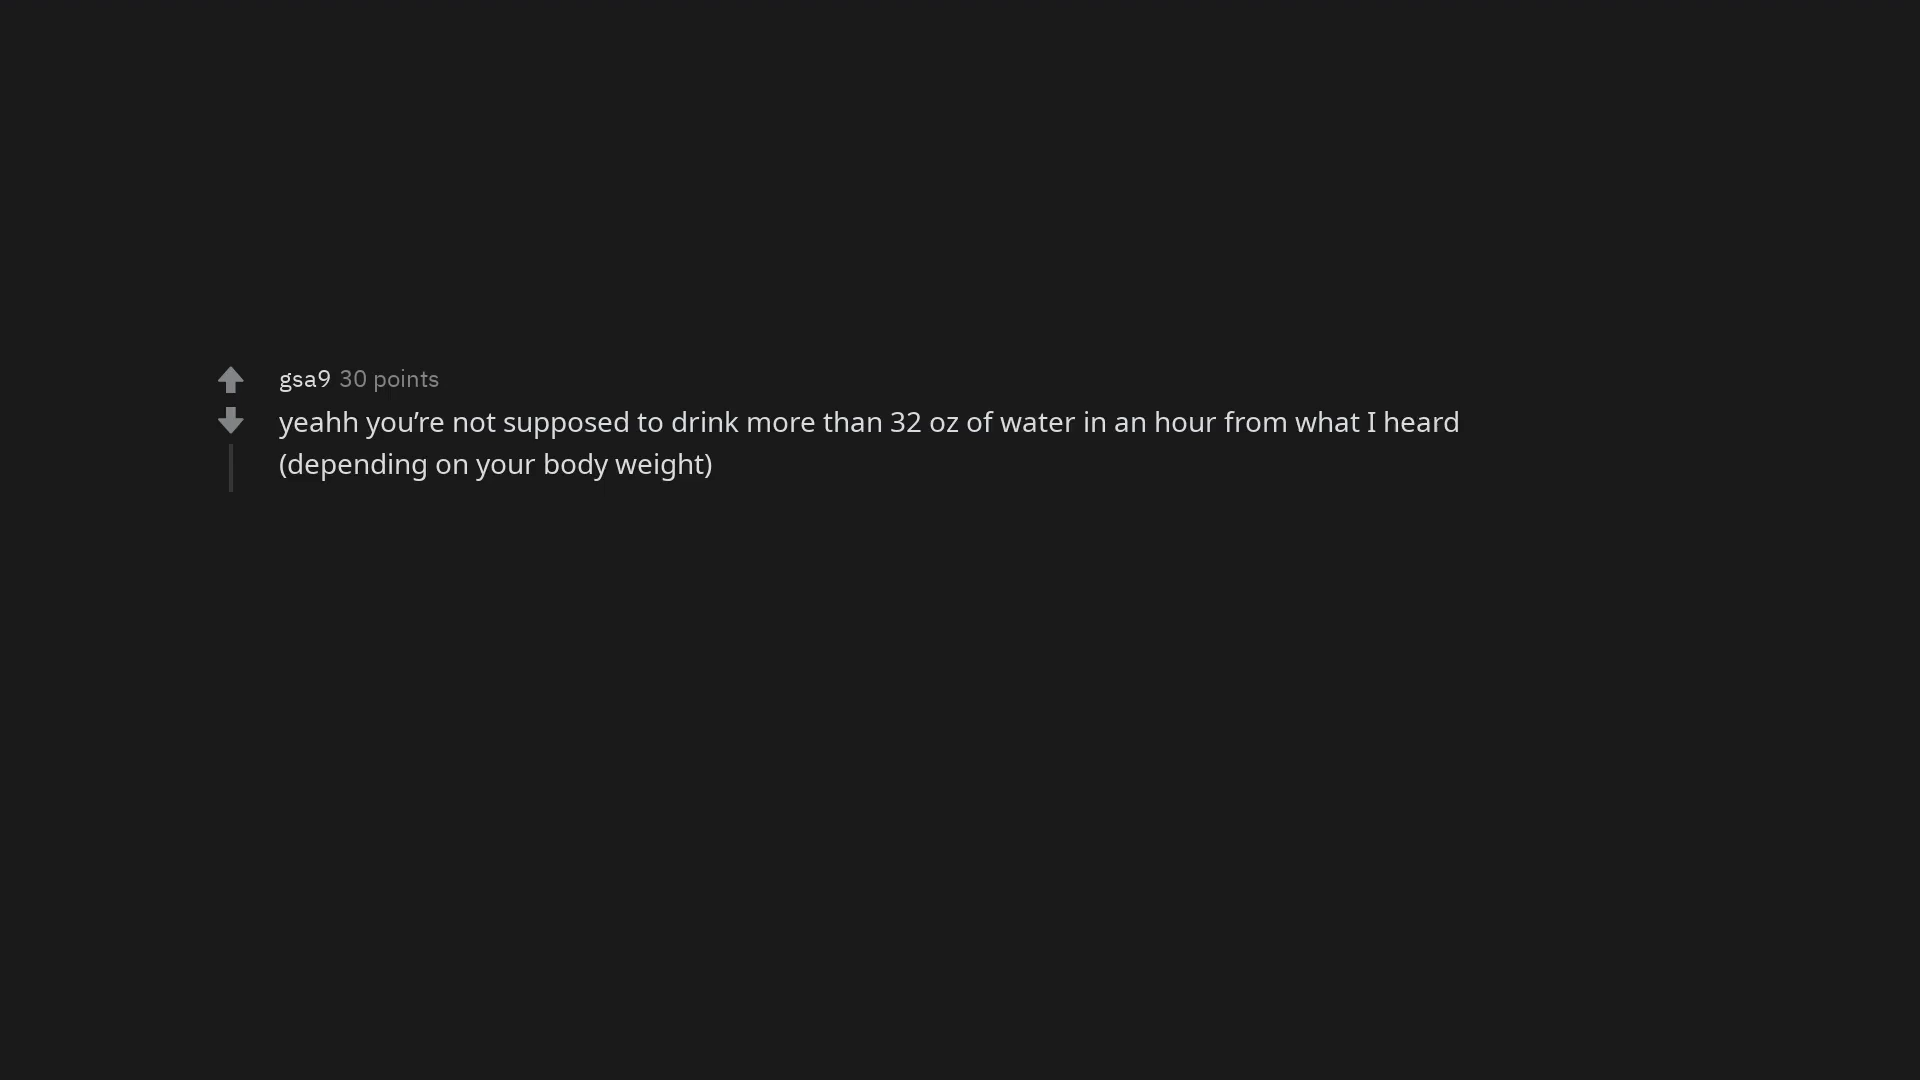 gsa9 30 points
yeahh you’re not supposed to drink more than 32 oz of water in an hour from what I heard
(depending on your body weight)